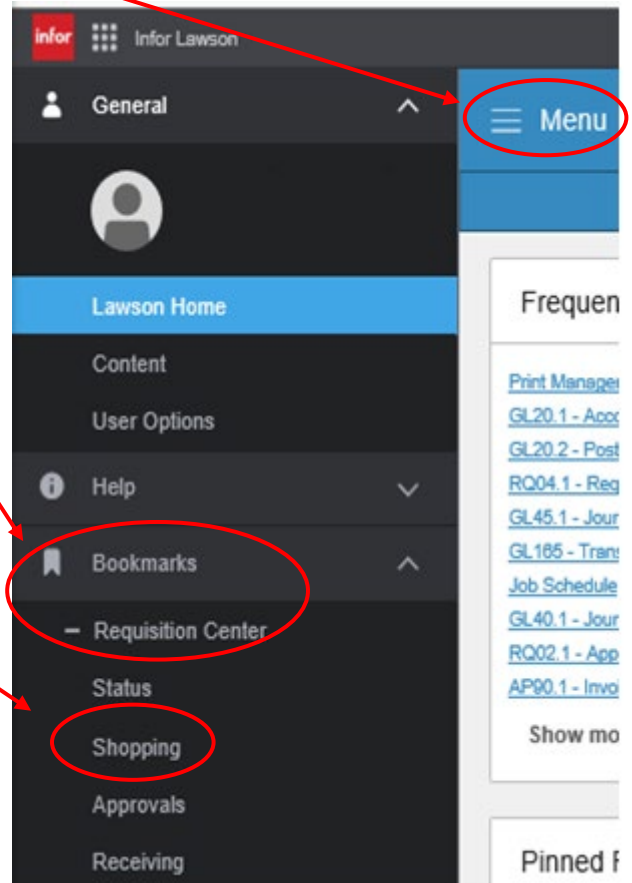 infor Infor Lawson
General
Menu
Lawson Home
Content
User Options
Help
Bookmarks
Requisition Center
Status
Shopping
Approvals
Receiving
Frequen
Print Manager
GL20.1 - Acco
GL20.2 - Post
RQ04.1 - Req
GL45.1 - Jour
GL165 - Trans
Job Schedule
GL40.1 - Jour
RQ02.1 - App
AP90.1 - Invoi
Show mo
Pinned F